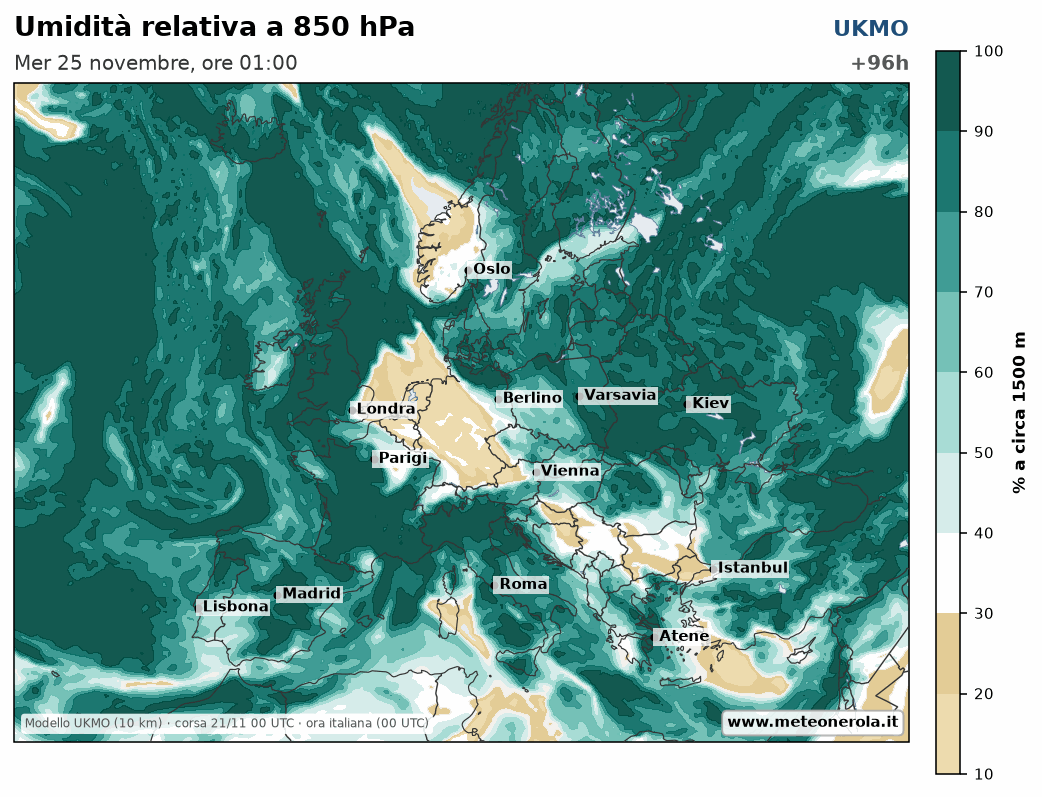 Umidità relativa a 850 hPa
UKMO
Mer 25 novembre, ore 01:00
+96h
100
90
80
70
60
50
40
30
20
10
% a circa 1500 m
Oslo
Berlino
Varsavia
Kiev
Londra
Parigi
Vienna
Istanbul
Roma
Madrid
Lisbona
Atene
Modello UKMO (10 km) · corsa 21/11 00 UTC · ora italiana (00 UTC)
www.meteonerola.it